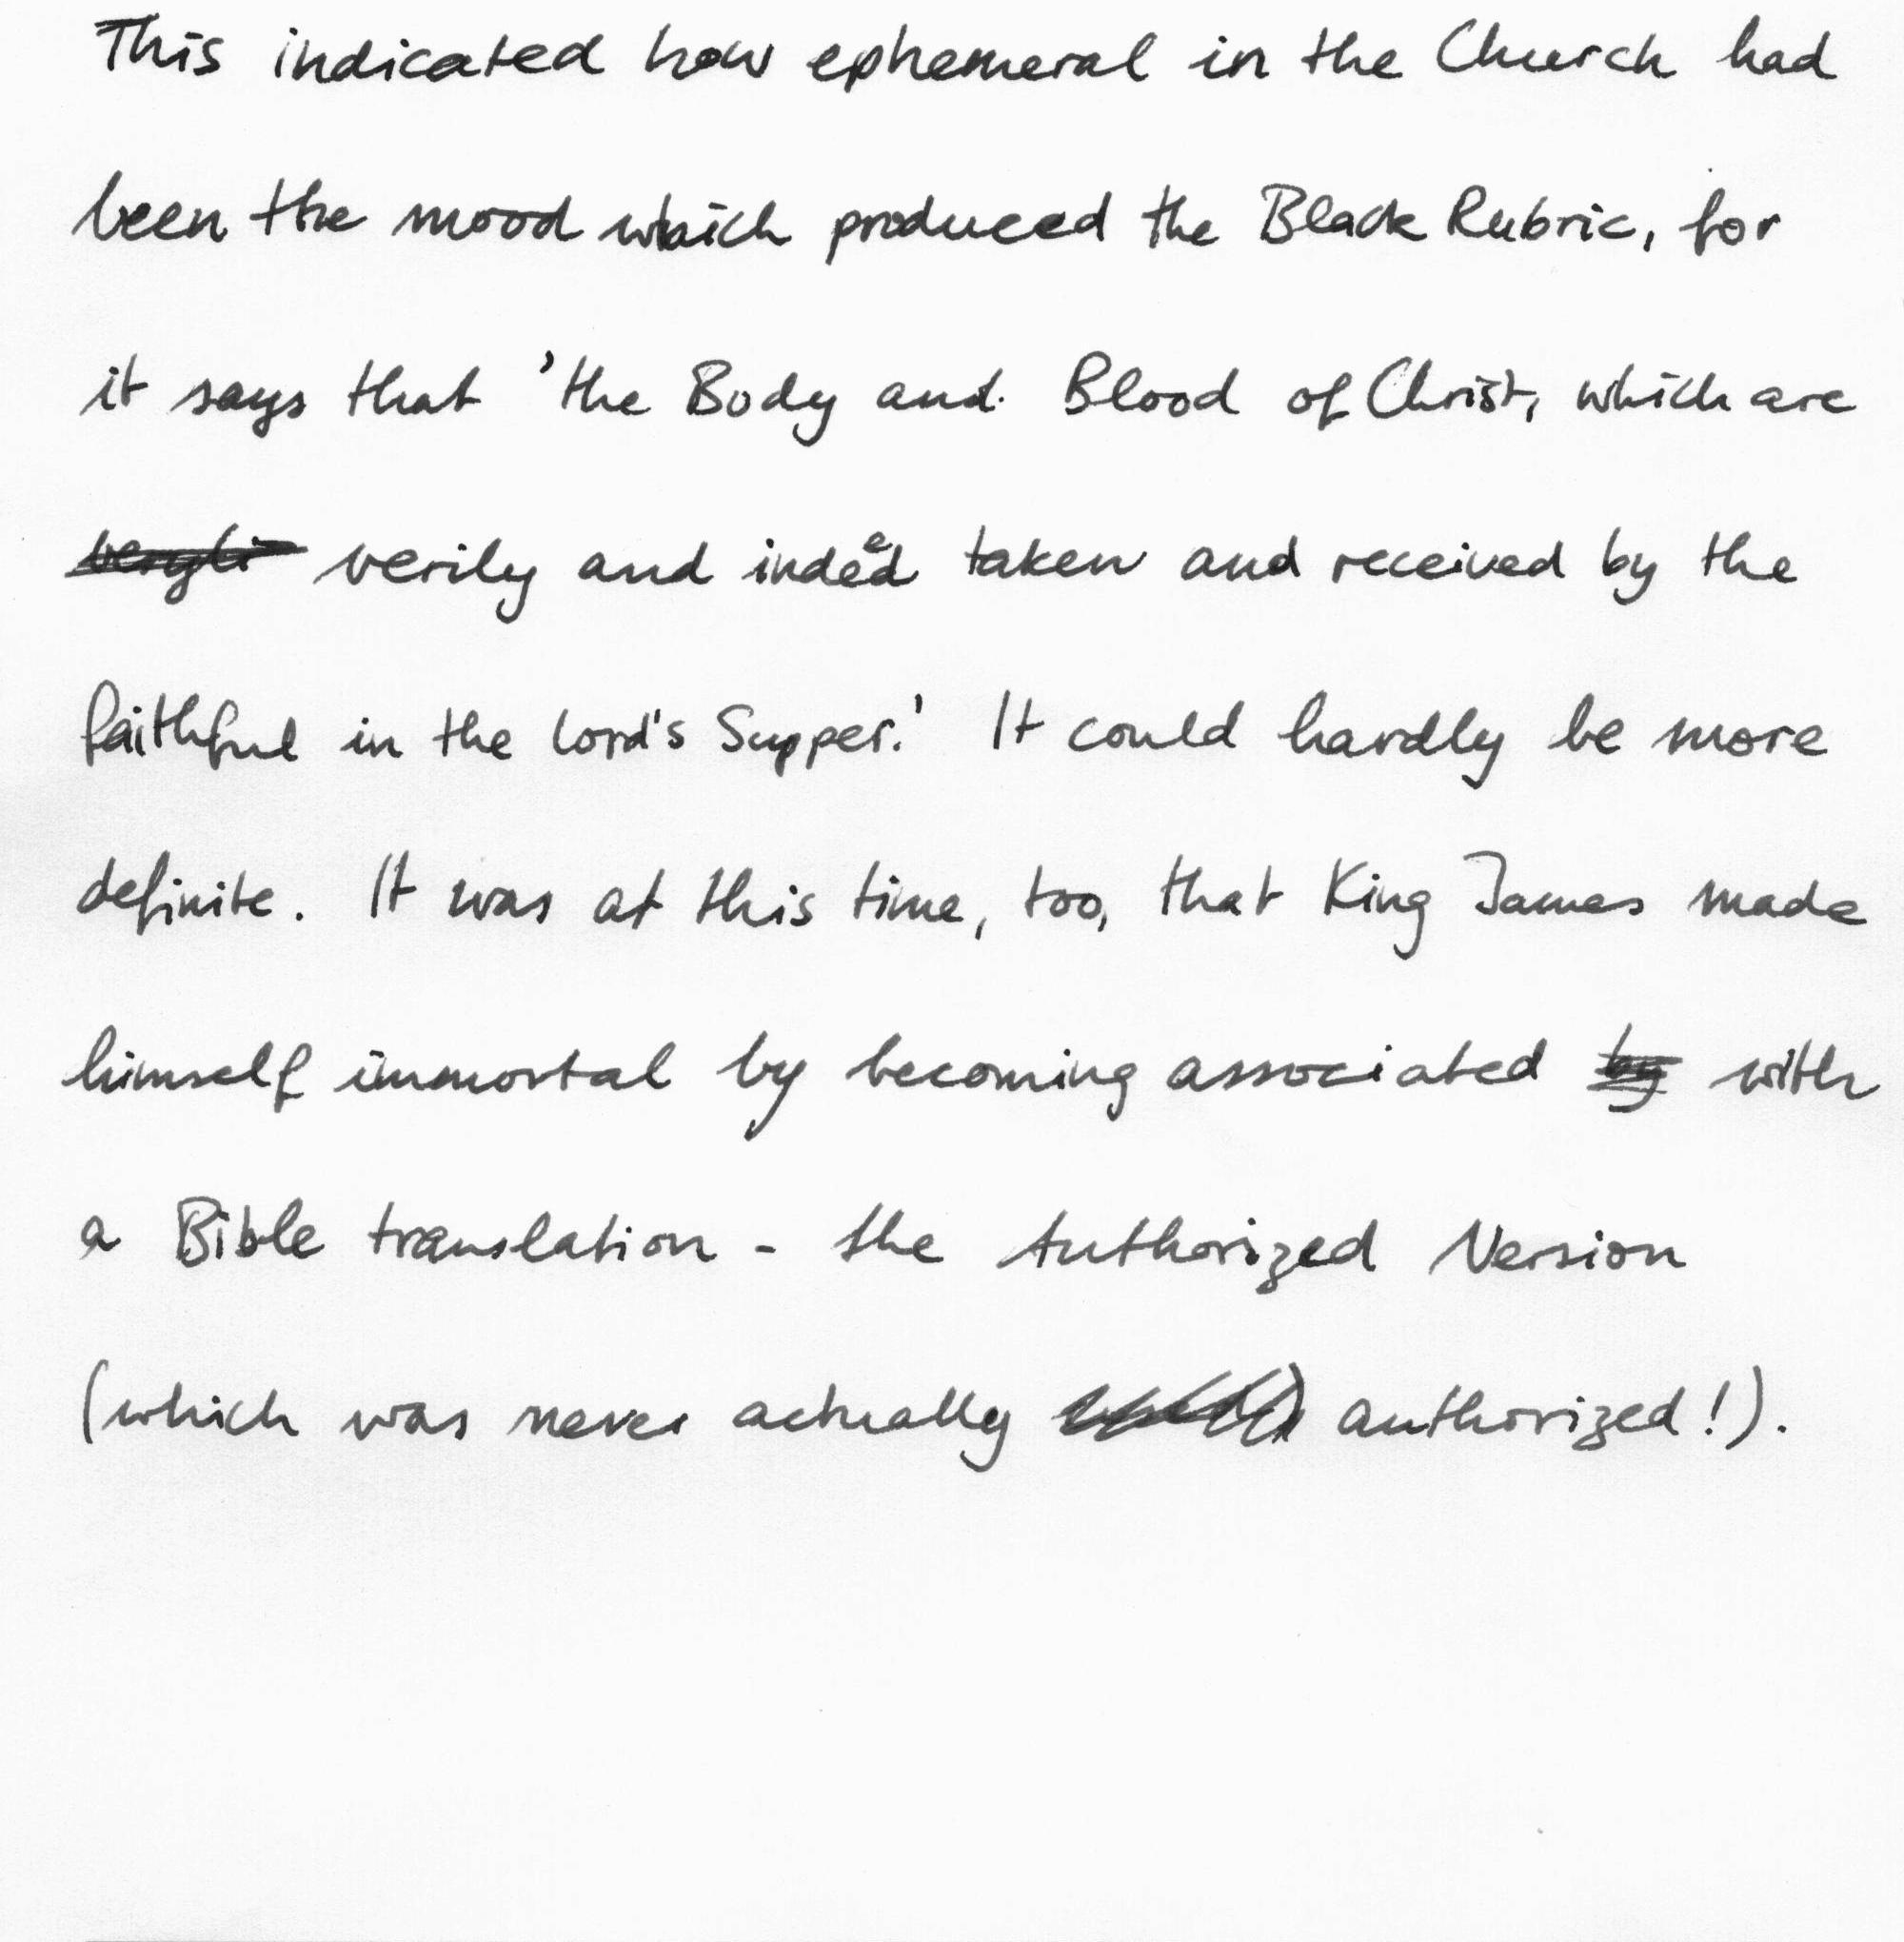 This indicated how ephemeral in the Church had
been the mood which produced the Black Rubric, for
it says that 'the Body and Blood of Christ, which are
verily and indeed taken and received by the
faithful in the Lord's Supper.' It could hardly be more
definite. It was at this time, too, that King James made
himself immortal by becoming associated by with
a Bible translation - the Authorized Version
(which was never actually authorized!).